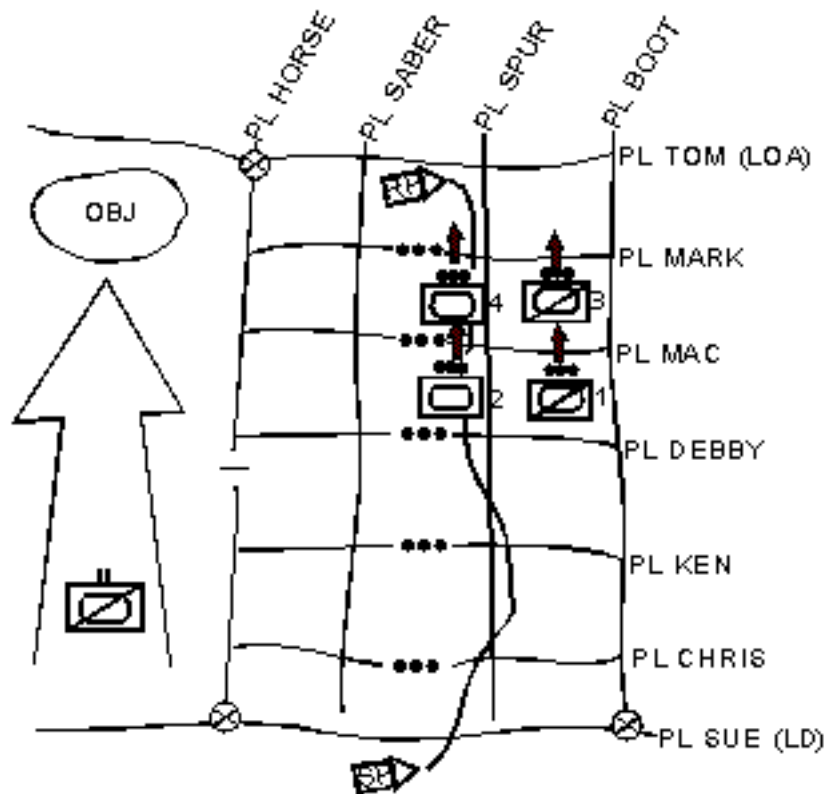 PL HORSE
PL SABER
PL SPUR
PL BOOT
PL TOM (LOA)
RP
OBJ
PL MARK
4
3
PL MAC
2
1
PL DEBBY
PL KEN
PL CHRIS
PL SUE (LD)
SP